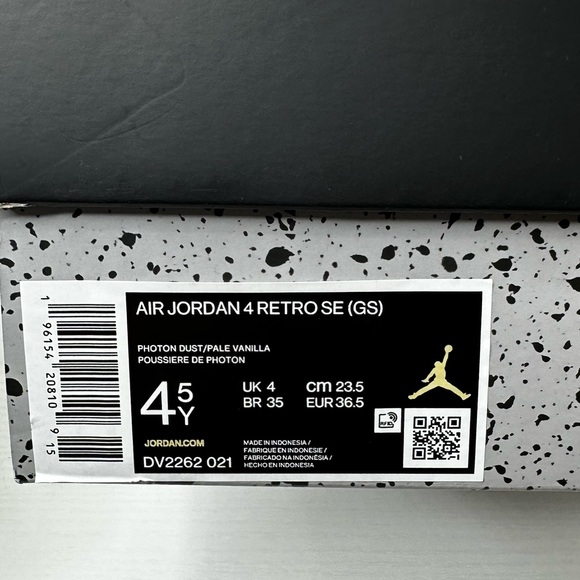 AIR JORDAN 4 RETRO SE (GS)
PHOTON DUST/PALE VANILLA
POUSSIERE DE PHOTON
4 5 Y
UK 4
cm 23.5
BR 35
EUR 36.5
JORDAN.COM
DV2262 021
MADE IN INDONESIA /
FABRIQUE EN INDONESIE /
FABRICADO NA INDONÉSIA /
HECHO EN INDONESIA
RFID
1 96154 20810 9 15